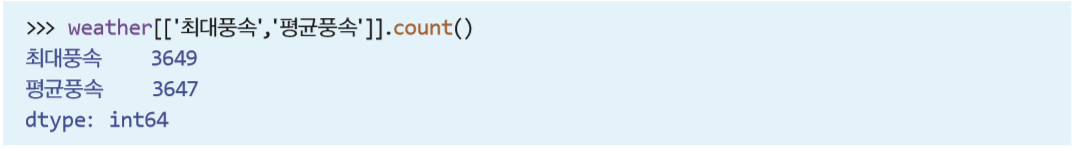 >>> weather[['최대풍속','평균풍속']].count()
최대풍속    3649
평균풍속    3647
dtype: int64